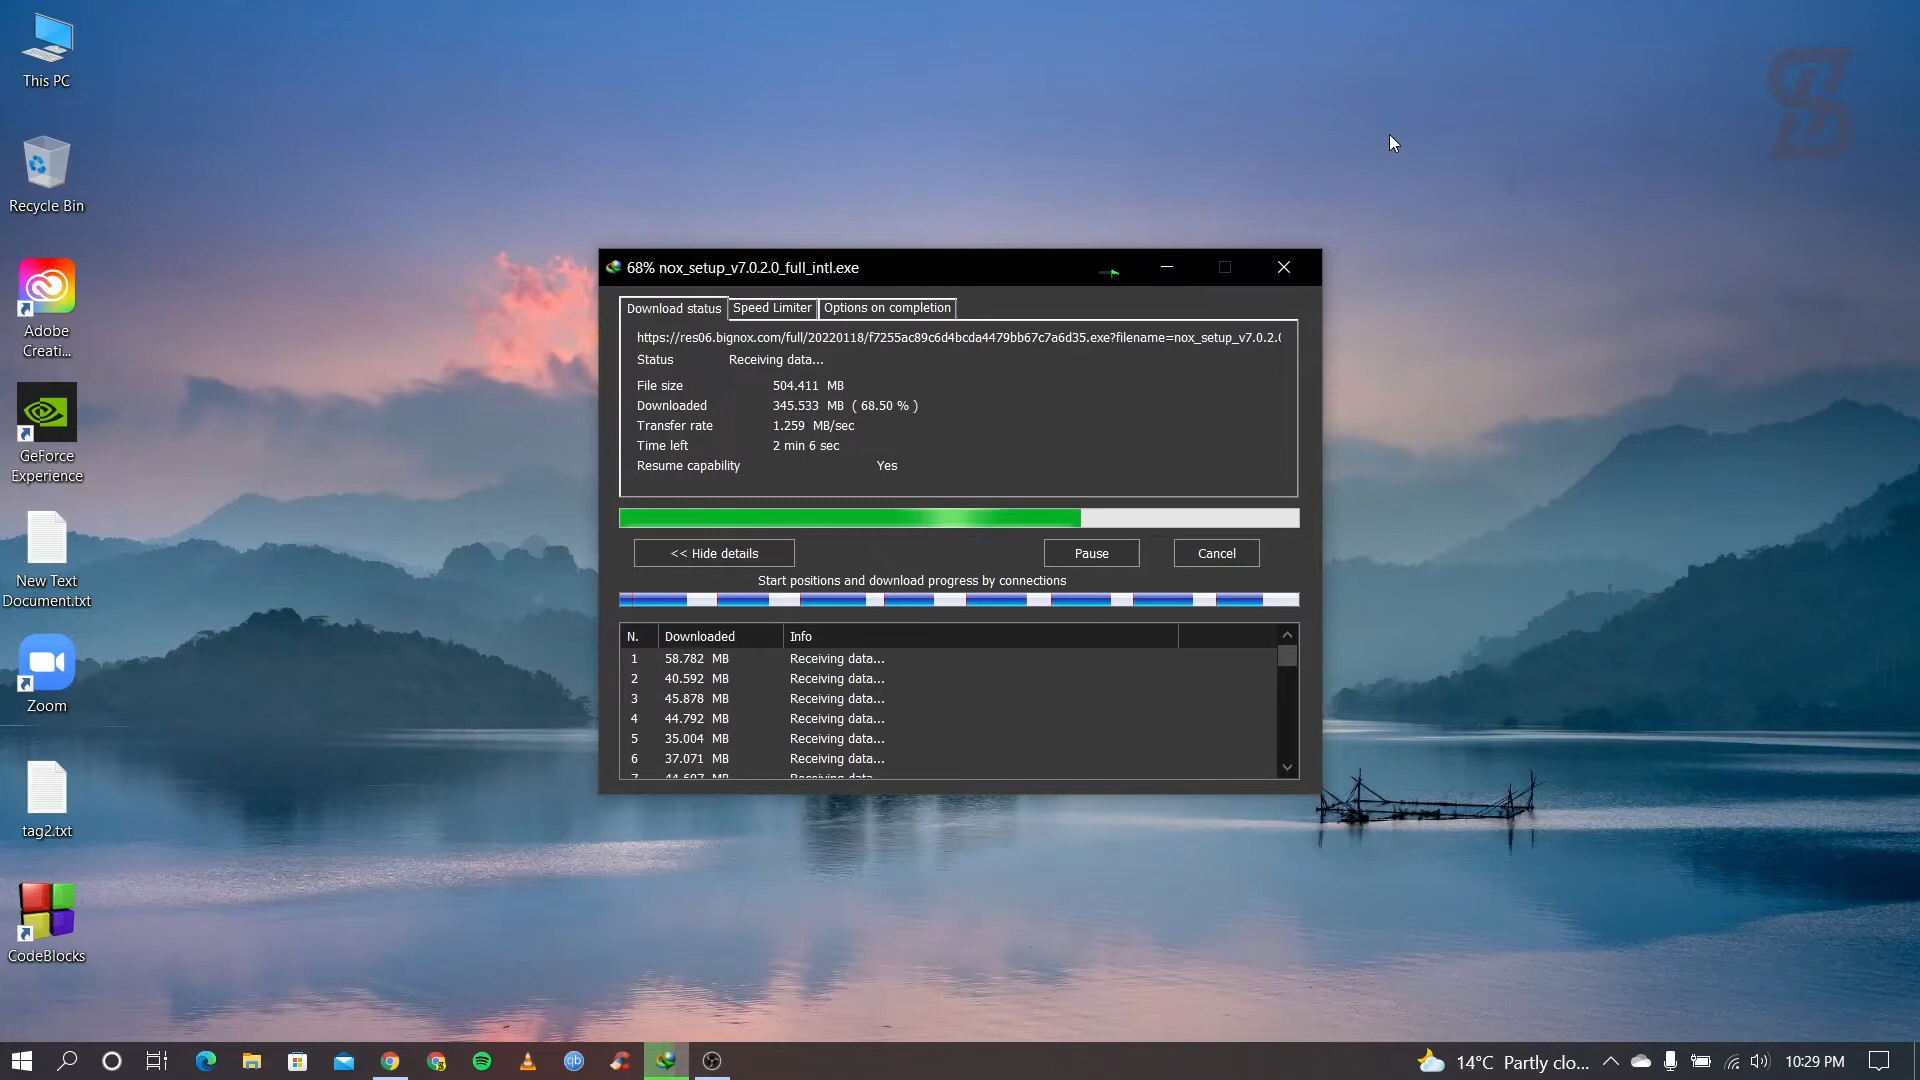 This PC
Recycle Bin
Adobe
Creati...
GeForce
Experience
New Text
Document.txt
Zoom
tag2.txt
CodeBlocks
68% nox_setup_v7.0.2.0_full_intl.exe
Download status
Speed Limiter
Options on completion
https://res06.bignox.com/full/20220118/f7255ac89c6d4bcda4479bb67c7a6d35.exe?filename=nox_setup_v7.0.2.0
Status Receiving data...
File size 504.411 MB
Downloaded 345.533 MB ( 68.50 % )
Transfer rate 1.259 MB/sec
Time left 2 min 6 sec
Resume capability Yes
<< Hide details
Pause
Cancel
Start positions and download progress by connections
N. Downloaded Info
1 58.782 MB Receiving data...
2 40.592 MB Receiving data...
3 45.878 MB Receiving data...
4 44.792 MB Receiving data...
5 35.004 MB Receiving data...
6 37.071 MB Receiving data...
7 MB Receiving data...
qb
14°C Partly clo...
10:29 PM